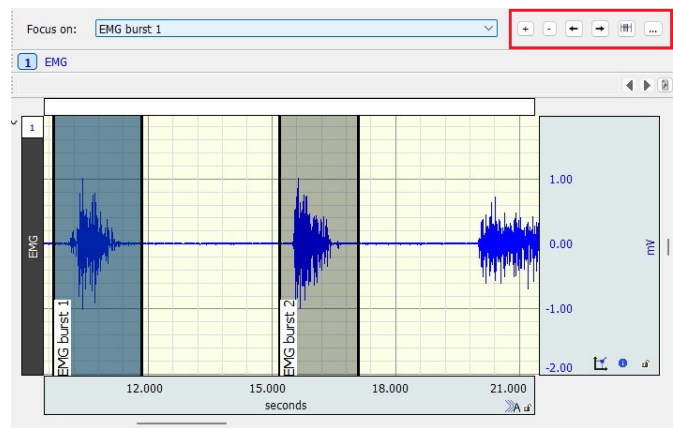 Focus on: EMG burst 1 + - ← → ...
1 EMG
1
1.00
EMG
0.00
mV
EMG burst 1
EMG burst 2
-1.00
-2.00
12.000 15.000 18.000 21.000
seconds
A